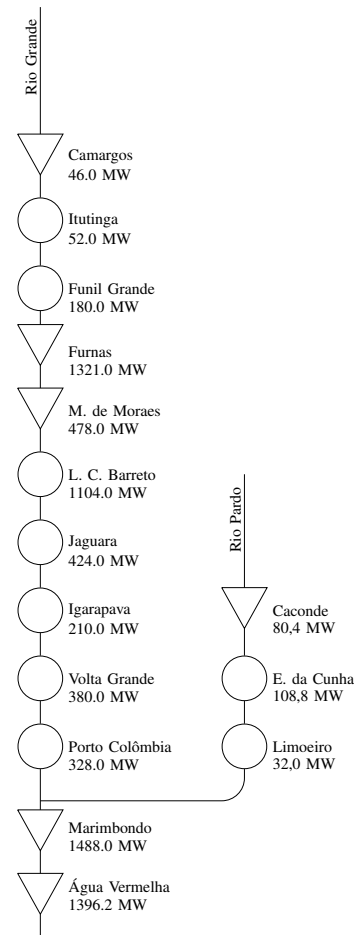 Rio Grande
Camargos
46.0 MW
Itutinga
52.0 MW
Funil Grande
180.0 MW
Furnas
1321.0 MW
M. de Moraes
478.0 MW
L. C. Barreto
1104.0 MW
Jaguara
424.0 MW
Igarapava
210.0 MW
Volta Grande
380.0 MW
Porto Colômbia
328.0 MW
Rio Pardo
Caconde
80,4 MW
E. da Cunha
108,8 MW
Limoeiro
32,0 MW
Marimbondo
1488.0 MW
Água Vermelha
1396.2 MW